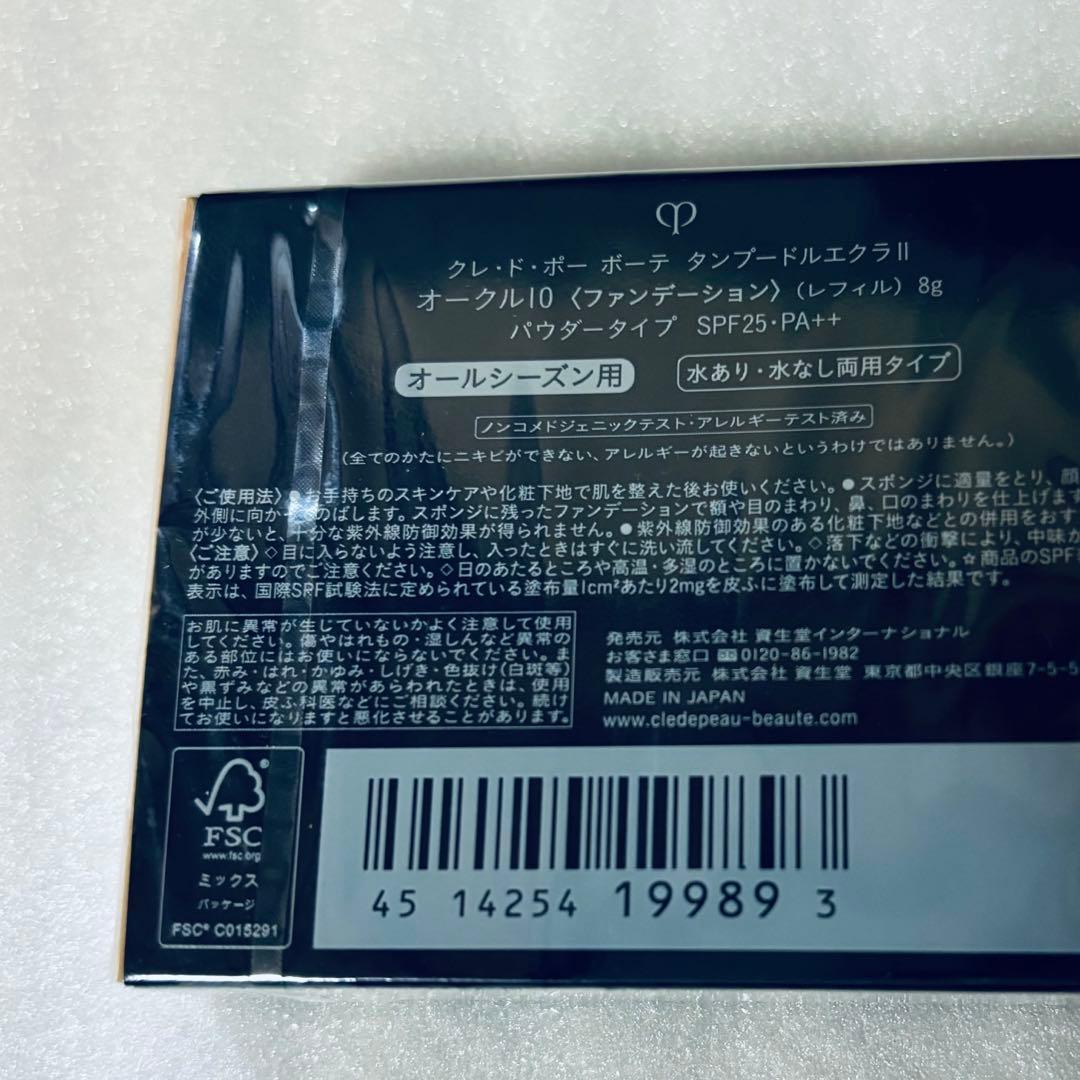 クレ・ド・ポー ボーテ タンプードルエクラII
オークル10〈ファンデーション〉(レフィル) 8g
パウダータイプ SPF25・PA++
オールシーズン用 水あり・水なし両用タイプ
ノンコメドジェニックテスト・アレルギーテスト済み
(全てのかたにニキビができない、アレルギーが起きないというわけではありません。)
〈ご使用法〉●お手持ちのスキンケアや化粧下地で肌を整えた後お使いください。●スポンジに適量をとり、顔
外側に向か のばします。スポンジに残ったファンデーションで額や目のまわり、鼻、口のまわりを仕上げます
が少ないと、十分な紫外線防御効果が得られません。●紫外線防御効果のある化粧下地などとの併用をおす
〈ご注意〉◇目に入らないよう注意し、入ったときはすぐに洗い流してください。◇落下などの衝撃により、中味か
がありますのでご注意ください。◇日のあたるところや高温・多湿のところに置かないでください。☆商品のSPF
表示は、国際SPF試験法に定められている塗布量1cm²あたり2mgを皮ふに塗布して測定した結果です。
お肌に異常が生じていないかよく注意して使用
してください。傷やはれもの・湿しんなど異常の
ある部位にはお使いにならないでください。ま
た、赤み・はれ・かゆみ・しげき・色抜け(白斑等)
や黒ずみなどの異常があらわれたときは、使用
を中止し、皮ふ科医などにご相談ください。続け
てお使いになりますと悪化させることがあります。
発売元 株式会社 資生堂インターナショナル
お客さま窓口 0120-86-1982
製造販売元 株式会社 資生堂 東京都中央区銀座7-5-5
MADE IN JAPAN
www.cledepeau-beaute.com
FSC
www.fsc.org
ミックス
パッケージ
FSC® C015291
45 14254 19989 3